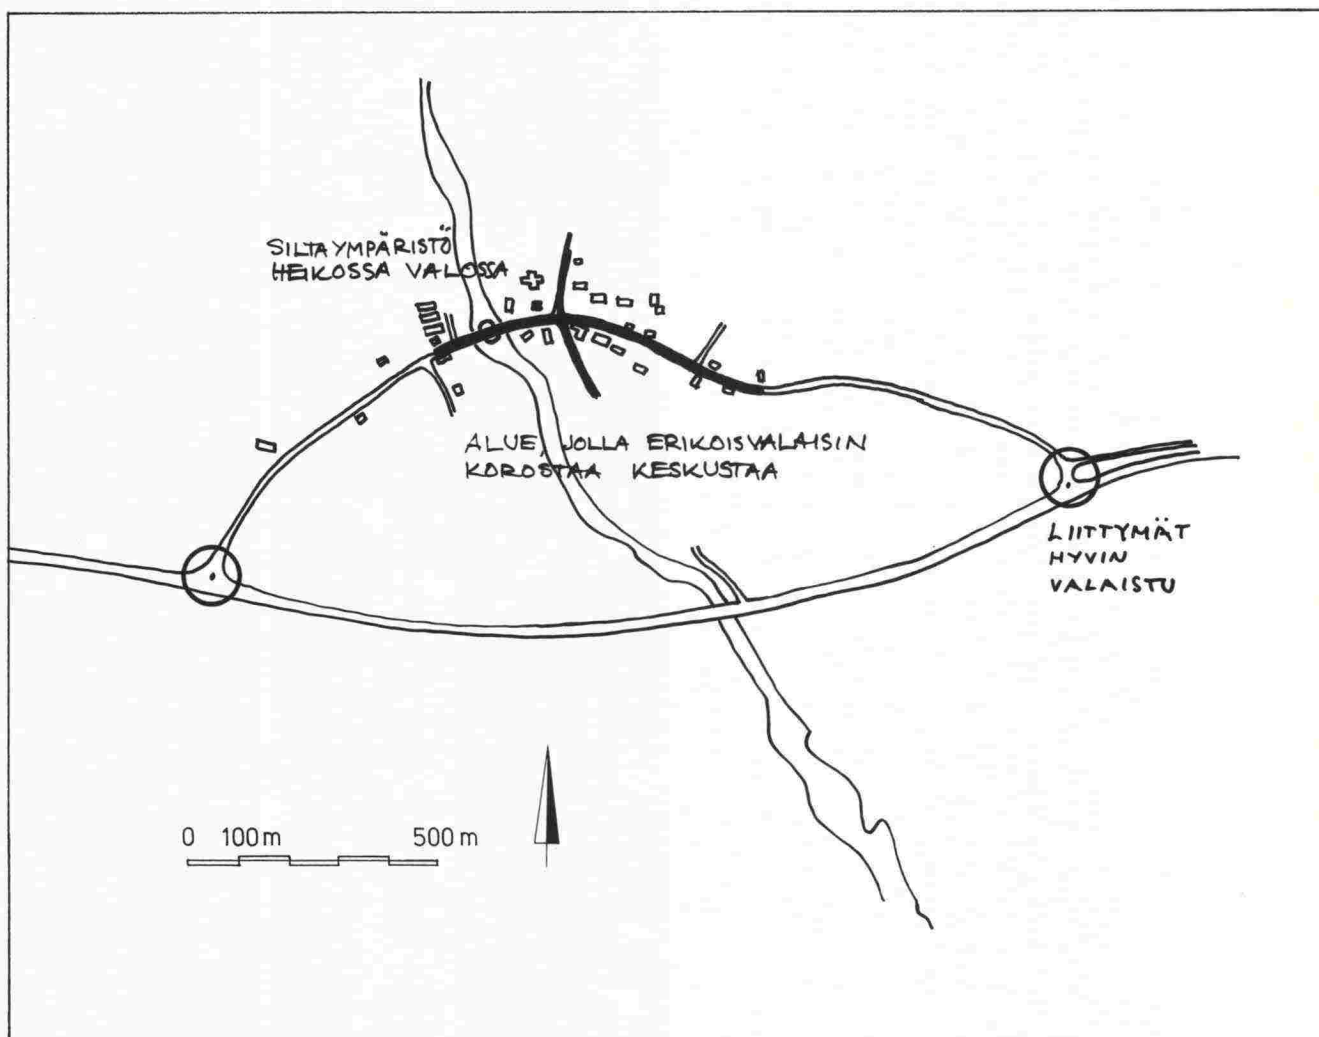 SILTAYMPÄRISTÖ
HEIKOSSA VALOSSA
ALUE, JOLLA ERIKOISVALAISIN
KOROSTAA KESKUSTAA
LIITTYMÄT
HYVIN
VALAISTU
0 100 m 500 m